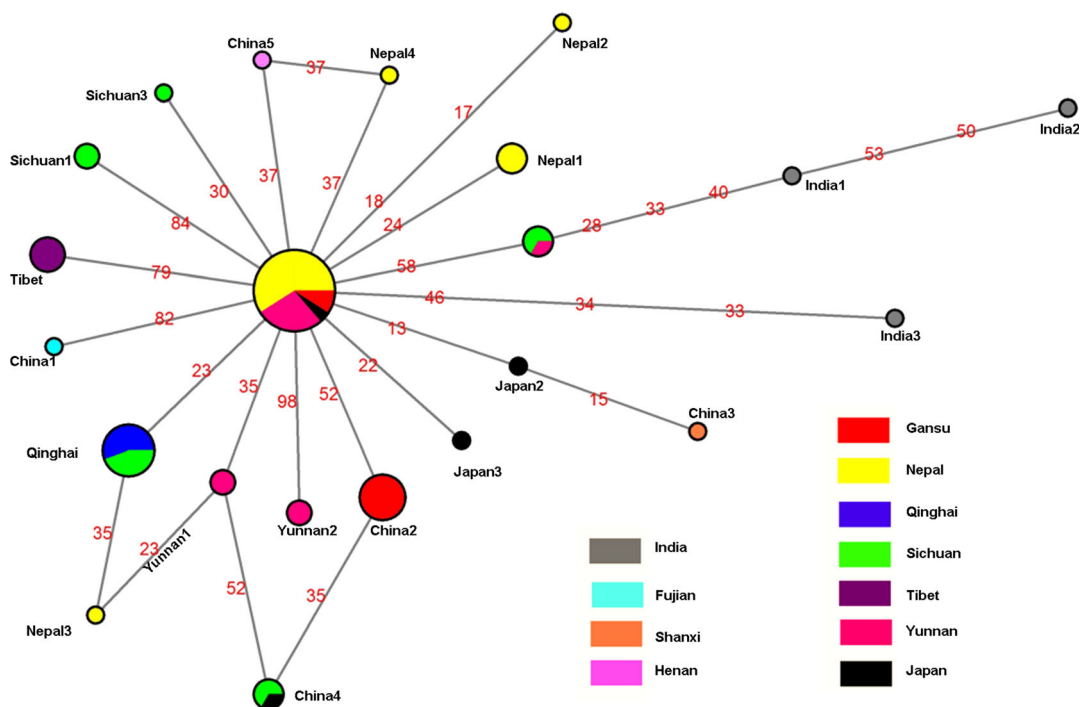 Nepal2
China5
37
Nepal4
Sichuan3
17
India2
50
53
Sichuan1
Nepal1
37
37
India1
40
30
18
33
84
24
28
Tibet
79
58
46
34
33
India3
82
13
China1
22
Japan2
23
35
98
52
15
China3
Qinghai
Japan3
Yunnan2
China2
35
23
Yunnan1
52
35
Nepal3
China4
India
Fujian
Shanxi
Henan
Gansu
Nepal
Qinghai
Sichuan
Tibet
Yunnan
Japan